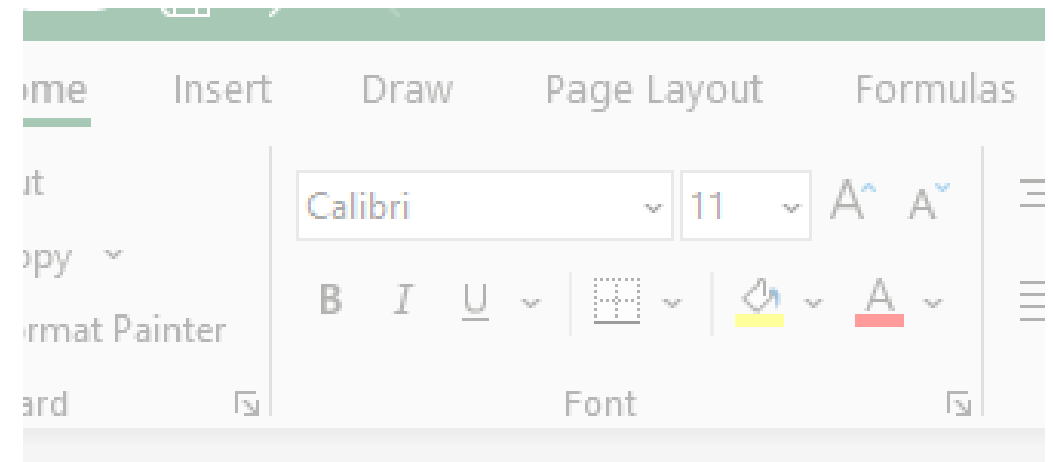 ome Insert Draw Page Layout Formulas
ut
Calibri 11
opy
B I U A
ormat Painter
ard Font